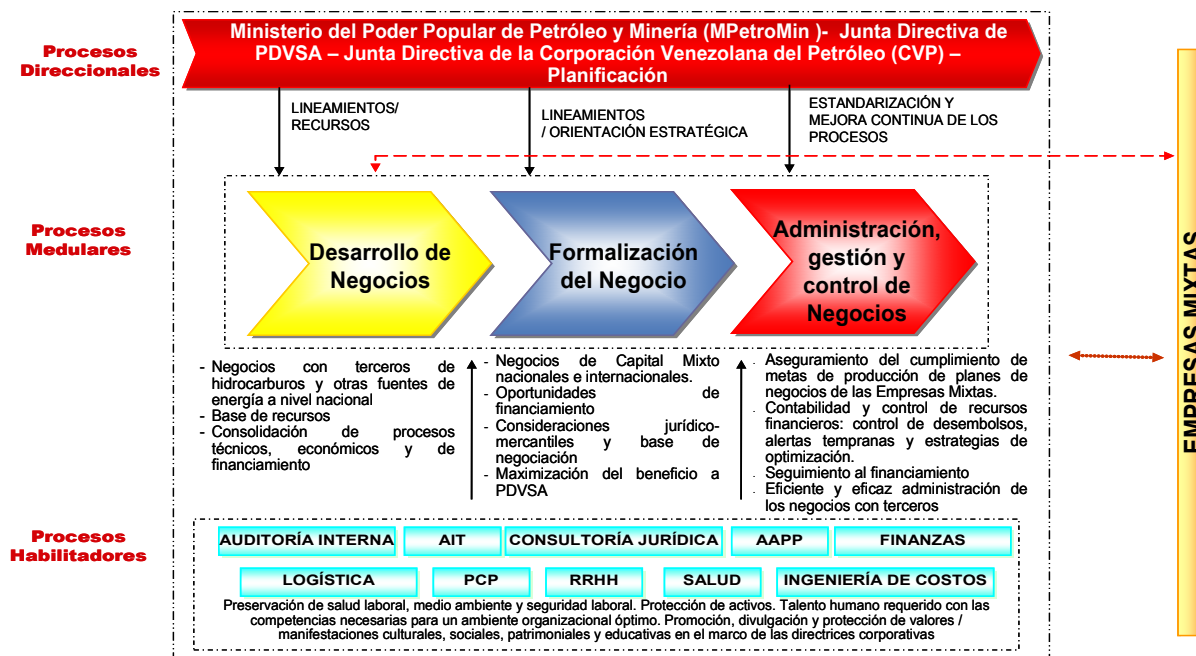 Procesos
Direccionales
Ministerio del Poder Popular de Petróleo y Minería (MPetroMin )- Junta Directiva de
PDVSA – Junta Directiva de la Corporación Venezolana del Petróleo (CVP) –
Planificación
LINEAMIENTOS/
RECURSOS
LINEAMIENTOS
/ ORIENTACIÓN ESTRATÉGICA
ESTANDARIZACIÓN Y
MEJORA CONTINUA DE LOS
PROCESOS
Procesos
Medulares
Desarrollo de
Negocios
Formalización
del Negocio
Administración,
gestión y
control de
Negocios
- Negocios con terceros de
hidrocarburos y otras fuentes de
energía a nivel nacional
- Base de recursos
- Consolidación de procesos
técnicos, económicos y de
financiamiento
- Negocios de Capital Mixto
nacionales e internacionales.
- Oportunidades de
financiamiento
- Consideraciones jurídico-
mercantiles y base de
negociación
- Maximización del beneficio a
PDVSA
. Aseguramiento del cumplimiento de
metas de producción de planes de
negocios de las Empresas Mixtas.
. Contabilidad y control de recursos
financieros: control de desembolsos,
alertas tempranas y estrategias de
optimización.
. Seguimiento al financiamiento
. Eficiente y eficaz administración de
los negocios con terceros
EMPRESAS MIXTAS
Procesos
Habilitadores
AUDITORÍA INTERNA
AIT
CONSULTORÍA JURÍDICA
AAPP
FINANZAS
LOGÍSTICA
PCP
RRHH
SALUD
INGENIERÍA DE COSTOS
Preservación de salud laboral, medio ambiente y seguridad laboral. Protección de activos. Talento humano requerido con las
competencias necesarias para un ambiente organizacional óptimo. Promoción, divulgación y protección de valores /
manifestaciones culturales, sociales, patrimoniales y educativas en el marco de las directrices corporativas